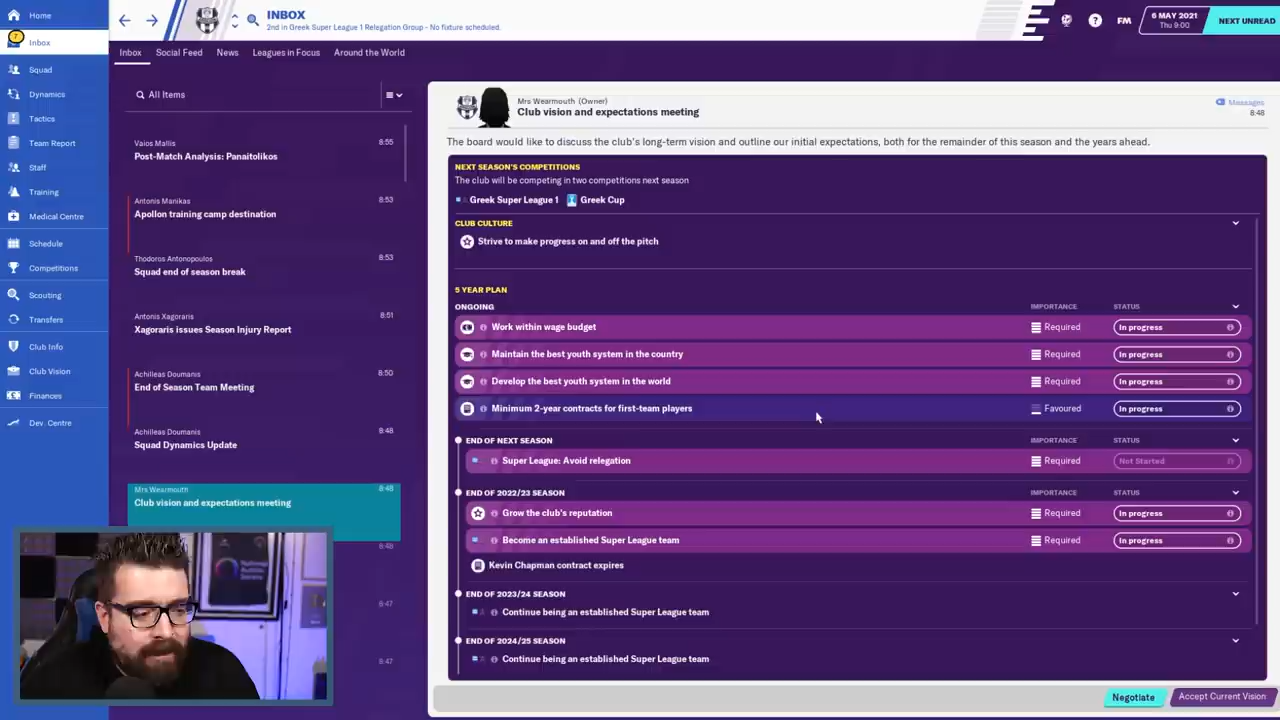 Home
INBOX
2nd in Greek Super League 1 Relegation Group - No fixture scheduled.
?
FM
6 MAY 2021
Thu 9:00
NEXT UNREAD
7
Inbox
Inbox
Social Feed
News
Leagues in Focus
Around the World
Squad
Dynamics
Tactics
Team Report
Staff
Training
Medical Centre
Schedule
Competitions
Scouting
Transfers
Club Info
Club Vision
Finances
Dev. Centre
All Items
Vaios Mallis
8:55
Post-Match Analysis: Panaitolikos
Antonis Manikas
8:53
Apollon training camp destination
Thodoros Antonopoulos
8:53
Squad end of season break
Antonis Xagoraris
8:51
Xagoraris issues Season Injury Report
Achilleas Doumanis
8:50
End of Season Team Meeting
Achilleas Doumanis
8:48
Squad Dynamics Update
Mrs Wearmouth
8:48
Club vision and expectations meeting
8:48
8:47
8:47
Mrs Wearmouth (Owner)
Club vision and expectations meeting
Messages
8:48
The board would like to discuss the club's long-term vision and outline our initial expectations, both for the remainder of this season and the years ahead.
NEXT SEASON'S COMPETITIONS
The club will be competing in two competitions next season
Greek Super League 1 Greek Cup
CLUB CULTURE
Strive to make progress on and off the pitch
5 YEAR PLAN
ONGOING IMPORTANCE STATUS
Work within wage budget Required In progress
Maintain the best youth system in the country Required In progress
Develop the best youth system in the world Required In progress
Minimum 2-year contracts for first-team players Favoured In progress
END OF NEXT SEASON IMPORTANCE STATUS
Super League: Avoid relegation Required Not Started
END OF 2022/23 SEASON IMPORTANCE STATUS
Grow the club's reputation Required In progress
Become an established Super League team Required In progress
Kevin Chapman contract expires
END OF 2023/24 SEASON
Continue being an established Super League team
END OF 2024/25 SEASON
Continue being an established Super League team
Negotiate
Accept Current Vision